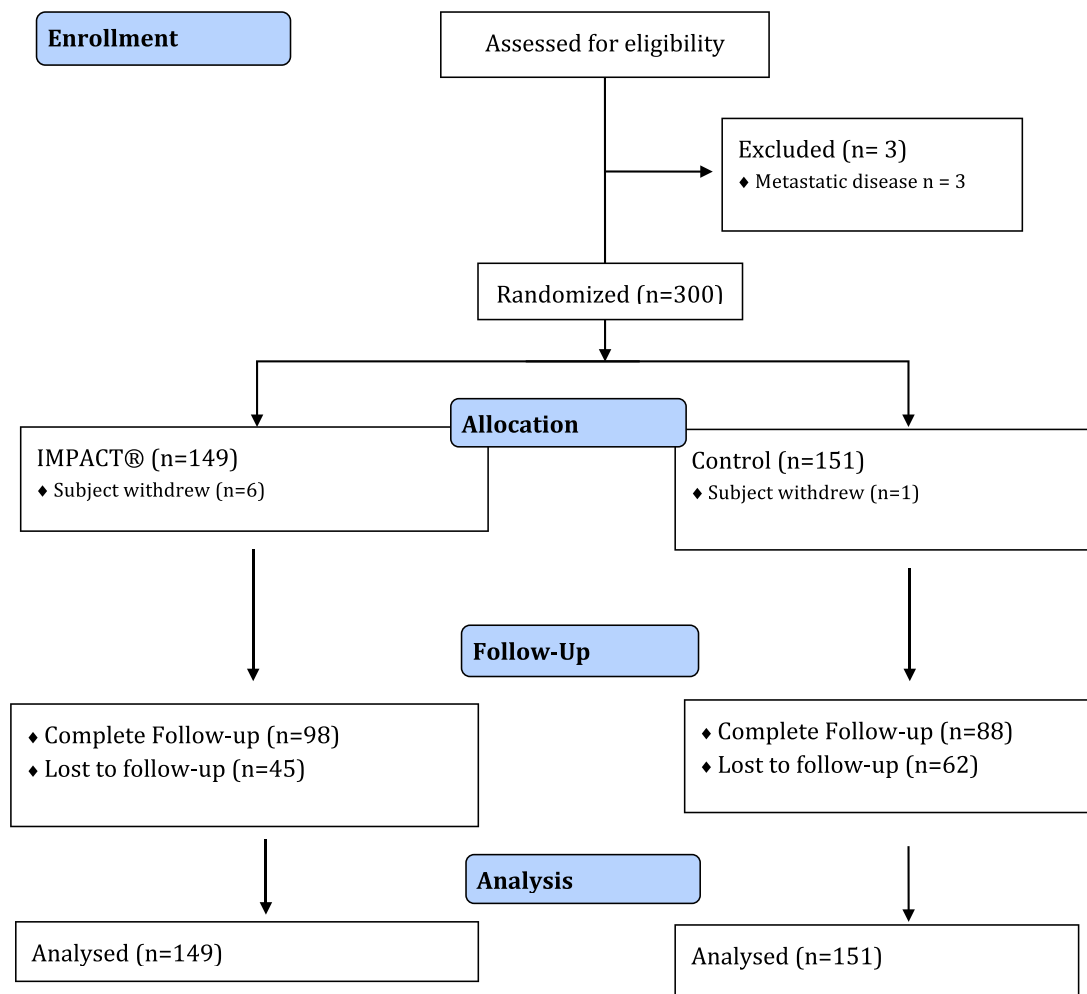 Enrollment
Assessed for eligibility
Excluded (n= 3)
♦ Metastatic disease n = 3
Randomized (n=300)
Allocation
IMPACT® (n=149)
♦ Subject withdrew (n=6)
Control (n=151)
♦ Subject withdrew (n=1)
Follow-Up
♦ Complete Follow-up (n=98)
♦ Lost to follow-up (n=45)
♦ Complete Follow-up (n=88)
♦ Lost to follow-up (n=62)
Analysis
Analysed (n=149)
Analysed (n=151)